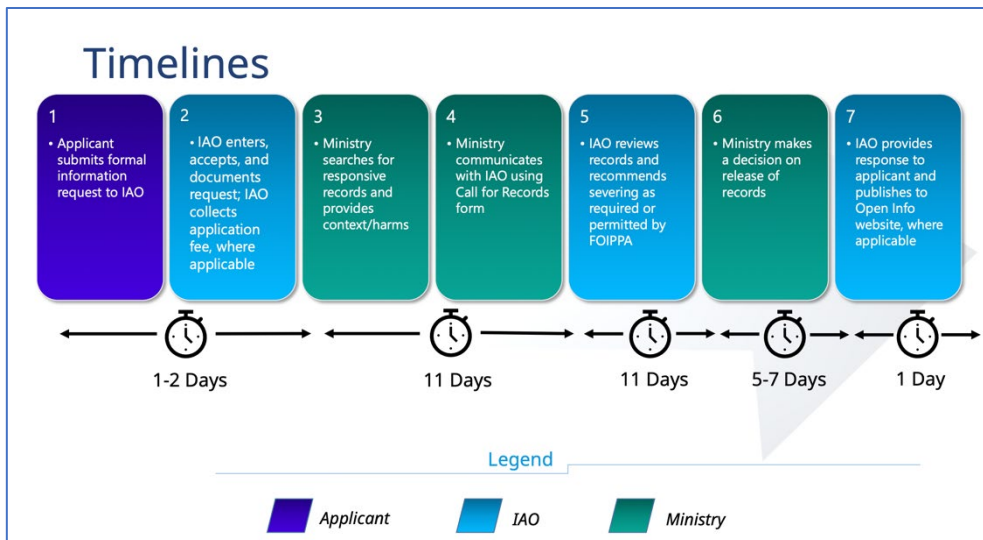 Timelines
1
• Applicant
submits formal
information
request to IAO
2
• IAO enters,
accepts, and
documents
request; IAO
collects
application
fee, where
applicable
3
• Ministry
searches for
responsive
records and
provides
context/harms
4
• Ministry
communicates
with IAO using
Call for Records
form
5
• IAO reviews
records and
recommends
severing as
required or
permitted by
FOIPPA
6
• Ministry makes
a decision on
release of
records
7
• IAO provides
response to
applicant and
publishes to
Open Info
website, where
applicable
1-2 Days
11 Days
11 Days
5-7 Days
1 Day
Legend
Applicant
IAO
Ministry